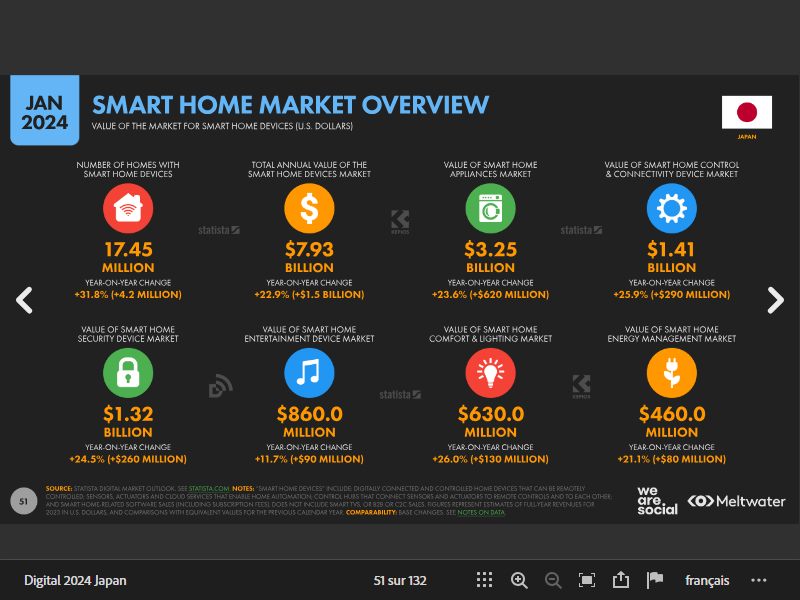 JAN
2024
SMART HOME MARKET OVERVIEW
VALUE OF THE MARKET FOR SMART HOME DEVICES (U.S. DOLLARS)
JAPAN
NUMBER OF HOMES WITH
SMART HOME DEVICES
17.45
MILLION
YEAR-ON-YEAR CHANGE
+31.8% (+4.2 MILLION)
TOTAL ANNUAL VALUE OF THE
SMART HOME DEVICES MARKET
$7.93
BILLION
YEAR-ON-YEAR CHANGE
+22.9% (+$1.5 BILLION)
VALUE OF SMART HOME
APPLIANCES MARKET
$3.25
BILLION
YEAR-ON-YEAR CHANGE
+23.6% (+$620 MILLION)
VALUE OF SMART HOME CONTROL
& CONNECTIVITY DEVICE MARKET
$1.41
BILLION
YEAR-ON-YEAR CHANGE
+25.9% (+$290 MILLION)
statista
KEPIOS
statista
VALUE OF SMART HOME
SECURITY DEVICE MARKET
$1.32
BILLION
YEAR-ON-YEAR CHANGE
+24.5% (+$260 MILLION)
VALUE OF SMART HOME
ENTERTAINMENT DEVICE MARKET
$860.0
MILLION
YEAR-ON-YEAR CHANGE
+11.7% (+$90 MILLION)
VALUE OF SMART HOME
COMFORT & LIGHTING MARKET
$630.0
MILLION
YEAR-ON-YEAR CHANGE
+26.0% (+$130 MILLION)
VALUE OF SMART HOME
ENERGY MANAGEMENT MARKET
$460.0
MILLION
YEAR-ON-YEAR CHANGE
+21.1% (+$80 MILLION)
statista
KEPIOS
51
SOURCE: STATISTA DIGITAL MARKET OUTLOOK. SEE STATISTA.COM. NOTES: "SMART HOME DEVICES" INCLUDE: DIGITALLY CONNECTED AND CONTROLLED HOME DEVICES THAT CAN BE REMOTELY
CONTROLLED; SENSORS, ACTUATORS AND CLOUD SERVICES THAT ENABLE HOME AUTOMATION; CONTROL HUBS THAT CONNECT SENSORS AND ACTUATORS TO REMOTE CONTROLS AND TO EACH OTHER;
AND SMART HOME RELATED SOFTWARE SALES (INCLUDING SUBSCRIPTION FEES). DOES NOT INCLUDE SMART TVS, OR B2B OR C2C SALES. FIGURES REPRESENT ESTIMATES OF FULL-YEAR REVENUES FOR
2023 IN U.S. DOLLARS, AND COMPARISONS WITH EQUIVALENT VALUES FOR THE PREVIOUS CALENDAR YEAR. COMPARABILITY: BASE CHANGES. SEE NOTES ON DATA.
we
are.
social
Meltwater
Digital 2024 Japan
51 sur 132
français